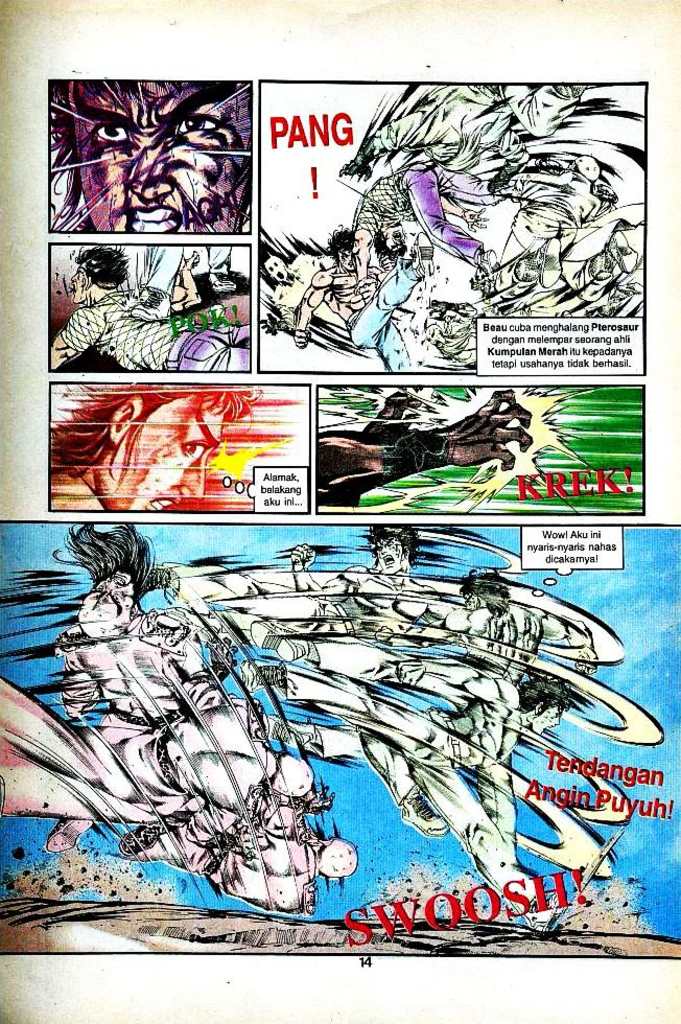 PANG
!
Beau cuba menghalang Pterosaur
dengan melempar seorang ahli
Kumpulan Merah itu kepadanya
tetapi usahanya tidak berhasil.
POK!
Alamak,
belakang
aku ini...
KREK!
Wow! Aku ini
nyaris-nyaris nahas
dicakarnya!
Tendangan
Angin Puyuh!
SWOOSH!
14